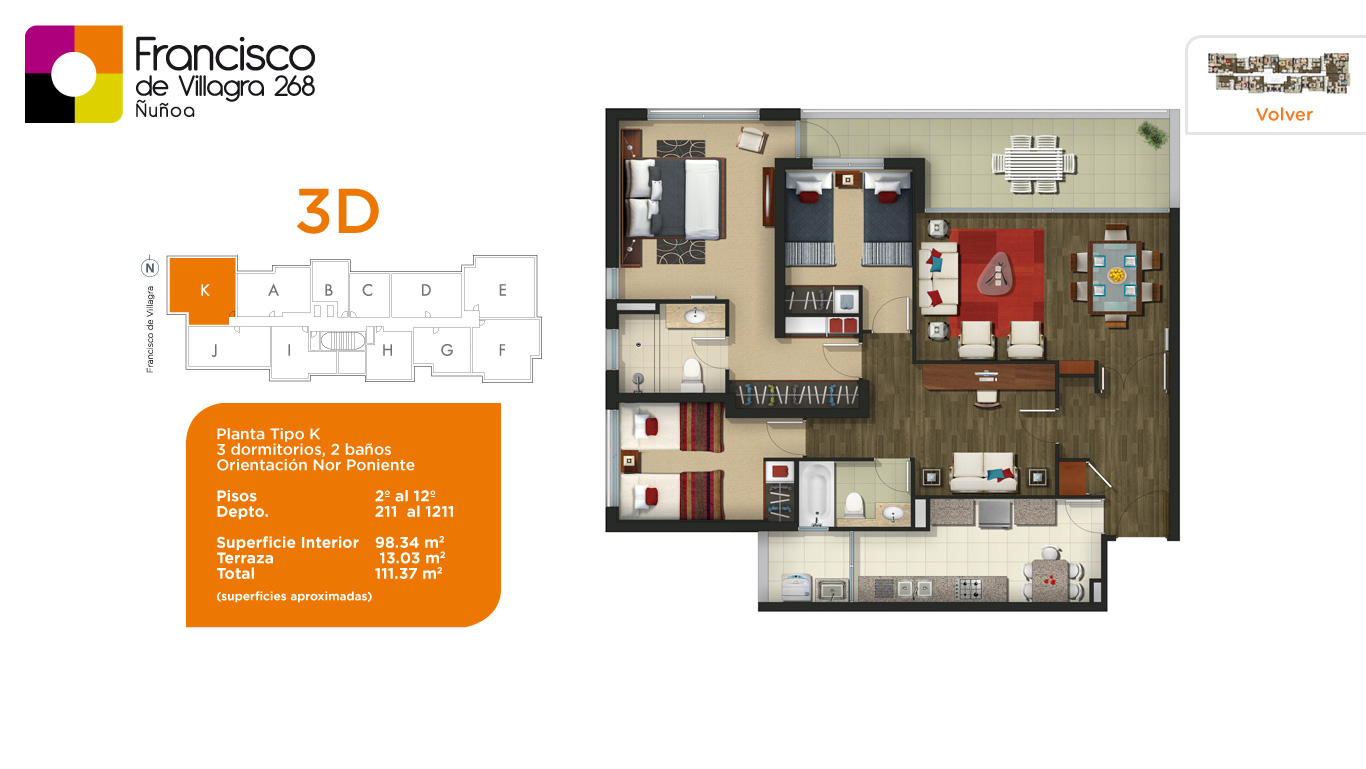 Francisco
de Villagra 268
Ñuñoa
Volver
3D
N
Francisco de Villagra
K
A
B
C
D
E
J
I
H
G
F
Planta Tipo K
3 dormitorios, 2 baños
Orientación Nor Poniente
Pisos 2º al 12º
Depto. 211 al 1211
Superficie Interior 98.34 m²
Terraza 13.03 m²
Total 111.37 m²
(superficies aproximadas)